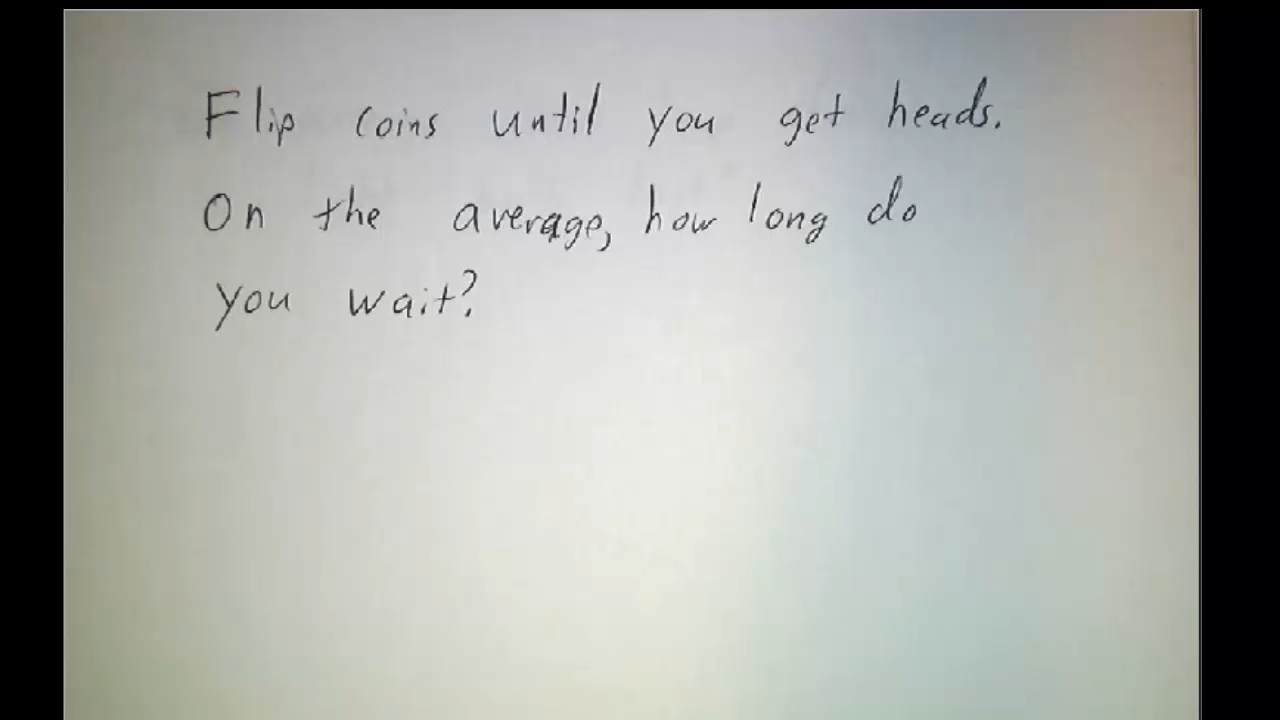 Flip coins until you get heads.
On the average, how long do
you wait?